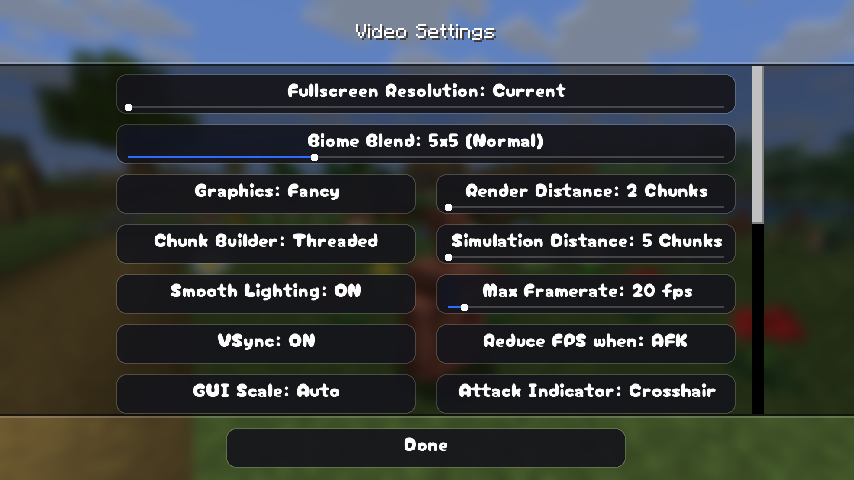 Video Settings
Fullscreen Resolution: Current
Biome Blend: 5x5 (Normal)
Graphics: Fancy
Render Distance: 2 Chunks
Chunk Builder: Threaded
Simulation Distance: 5 Chunks
Smooth Lighting: ON
Max Framerate: 20 fps
VSync: ON
Reduce FPS when: AFK
GUI Scale: Auto
Attack Indicator: Crosshair
Done